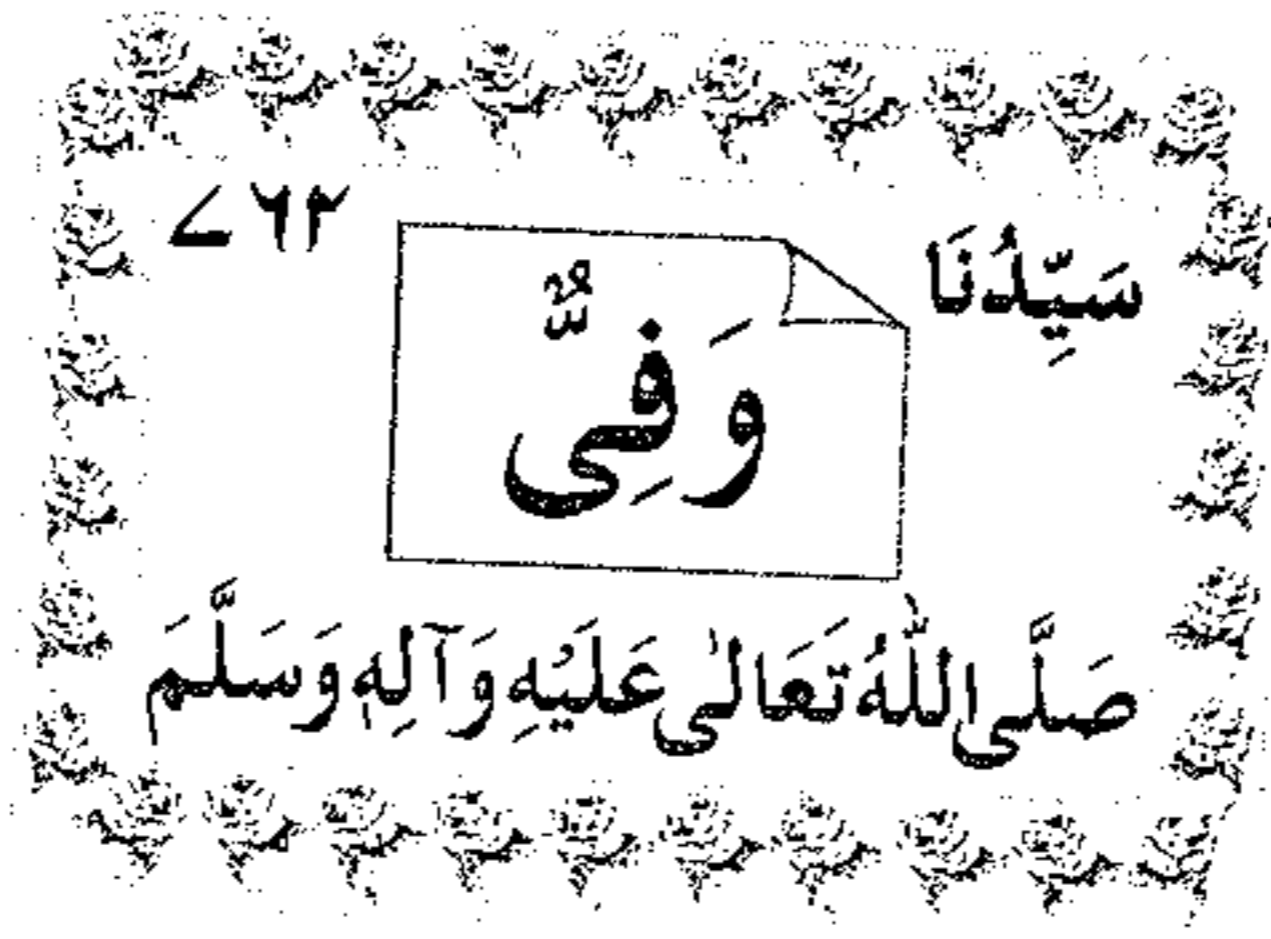 سَيِّدُنَا
۷۶۲
وَفِیٌّ
صَلَّى اللّٰهُ تَعَالٰى عَلَيْهِ وَآلِهٖ وَسَلَّمَ